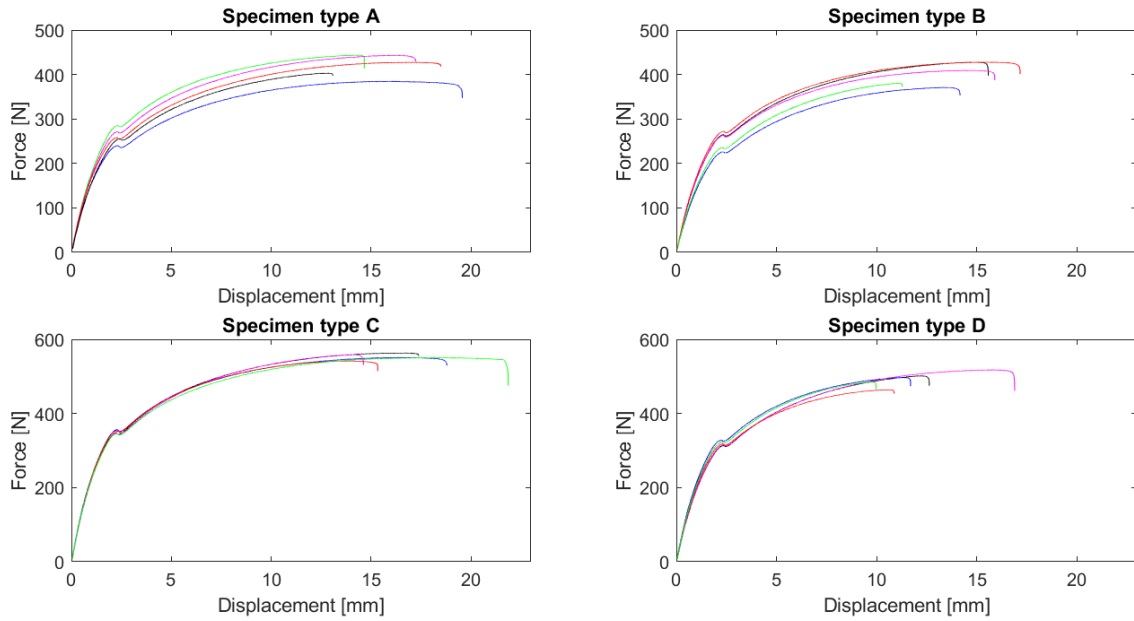 Specimen type A
500
400
300
200
100
0
Force [N]
0 5 10 15 20
Displacement [mm]
Specimen type B
500
400
300
200
100
0
Force [N]
0 5 10 15 20
Displacement [mm]
Specimen type C
600
400
200
0
Force [N]
0 5 10 15 20
Displacement [mm]
Specimen type D
600
400
200
0
Force [N]
0 5 10 15 20
Displacement [mm]